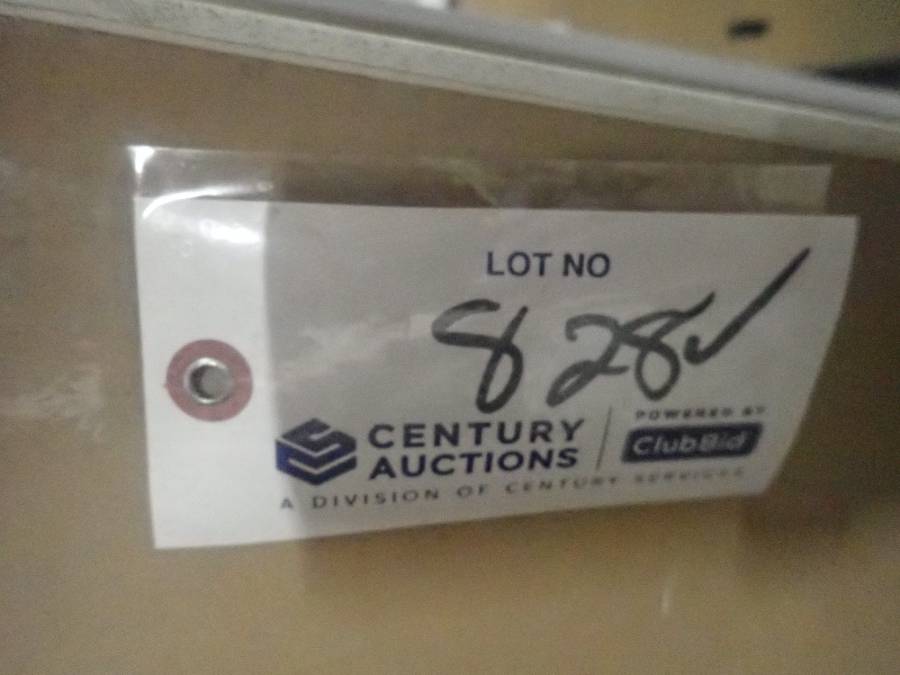 LOT NO
828✓
CENTURY
AUCTIONS
POWERED BY
ClubBid
A DIVISION OF CENTURY SERVICES